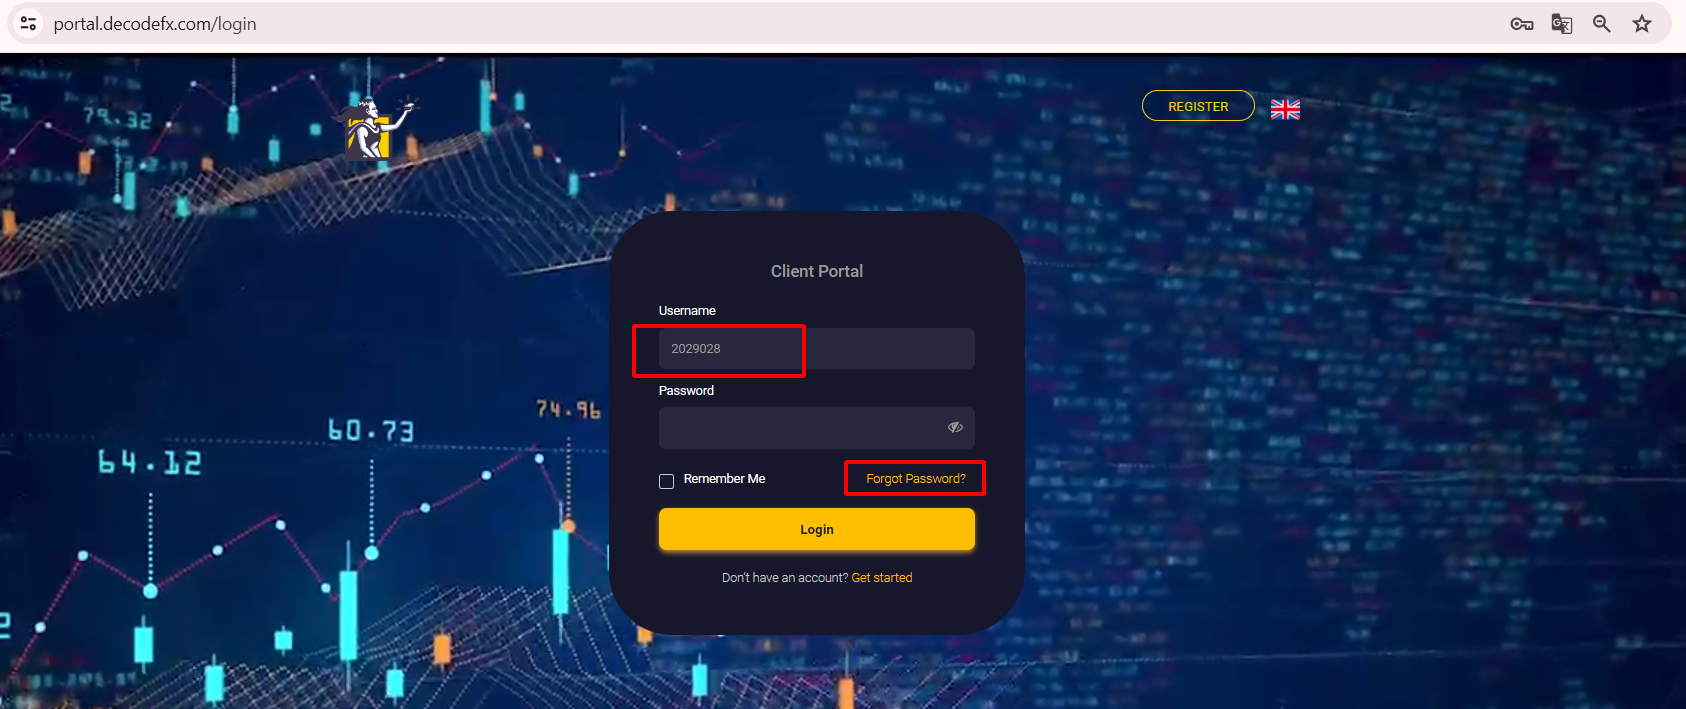 portal.decodefx.com/login
79.32
REGISTER
Client Portal
Username
2029028
Password
74.96
60.73
64.12
Remember Me
Forgot Password?
Login
Don't have an account? Get started